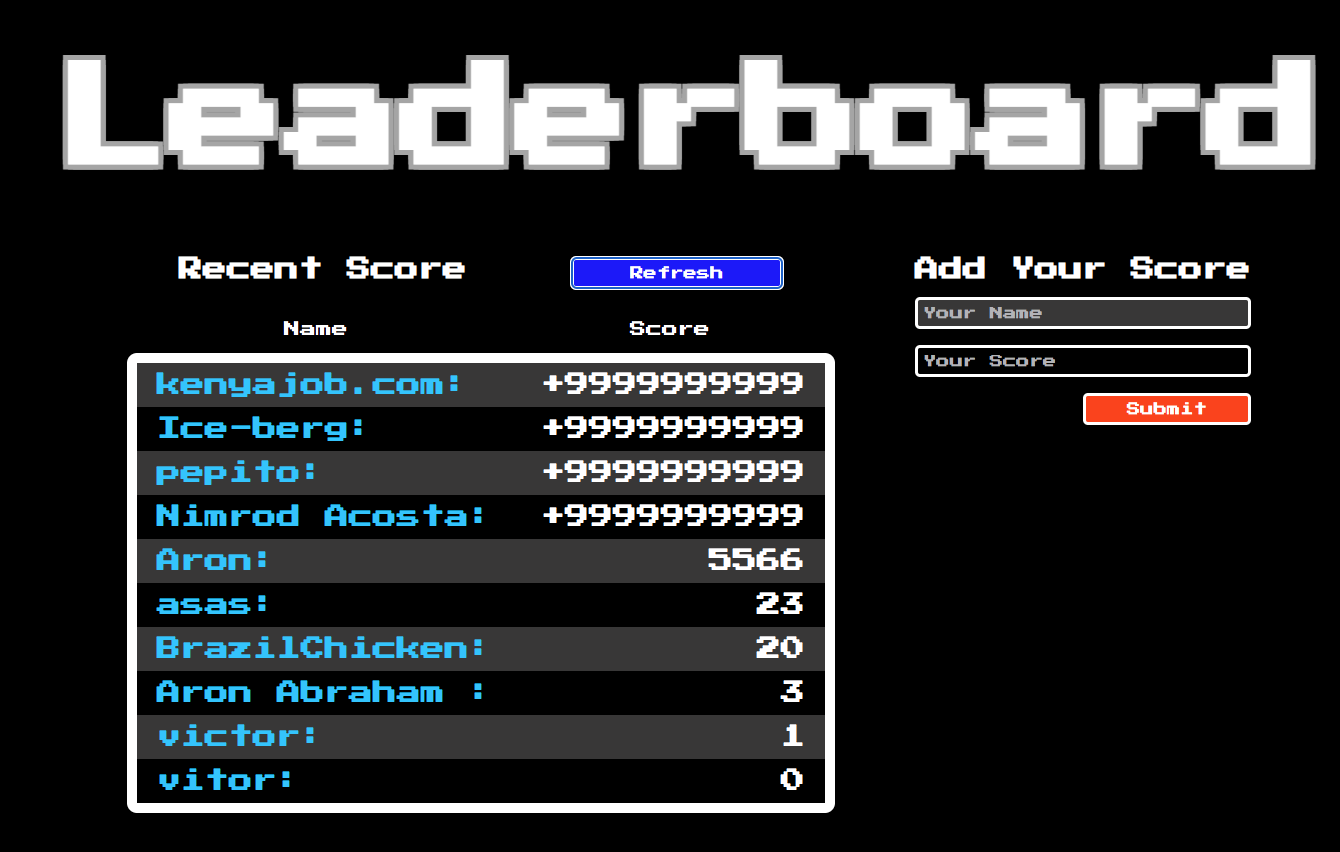 Leaderboard
Recent Score
Refresh
Name Score
kenyajob.com: +9999999999
Ice-berg: +9999999999
pepito: +9999999999
Nimrod Acosta: +9999999999
Aron: 5566
asas: 23
BrazilChicken: 20
Aron Abraham : 3
victor: 1
vitor: 0
Add Your Score
Your Name
Your Score
Submit